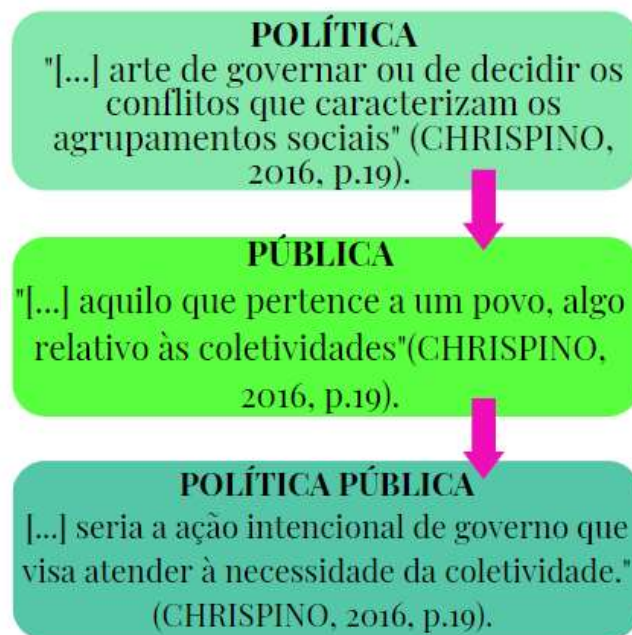 POLÍTICA
"[...] arte de governar ou de decidir os
conflitos que caracterizam os
agrupamentos sociais" (CHRISPINO,
2016, p.19).
PÚBLICA
"[...] aquilo que pertence a um povo, algo
relativo às coletividades"(CHRISPINO,
2016, p.19).
POLÍTICA PÚBLICA
[...] seria a ação intencional de governo que
visa atender à necessidade da coletividade."
(CHRISPINO, 2016, p.19).